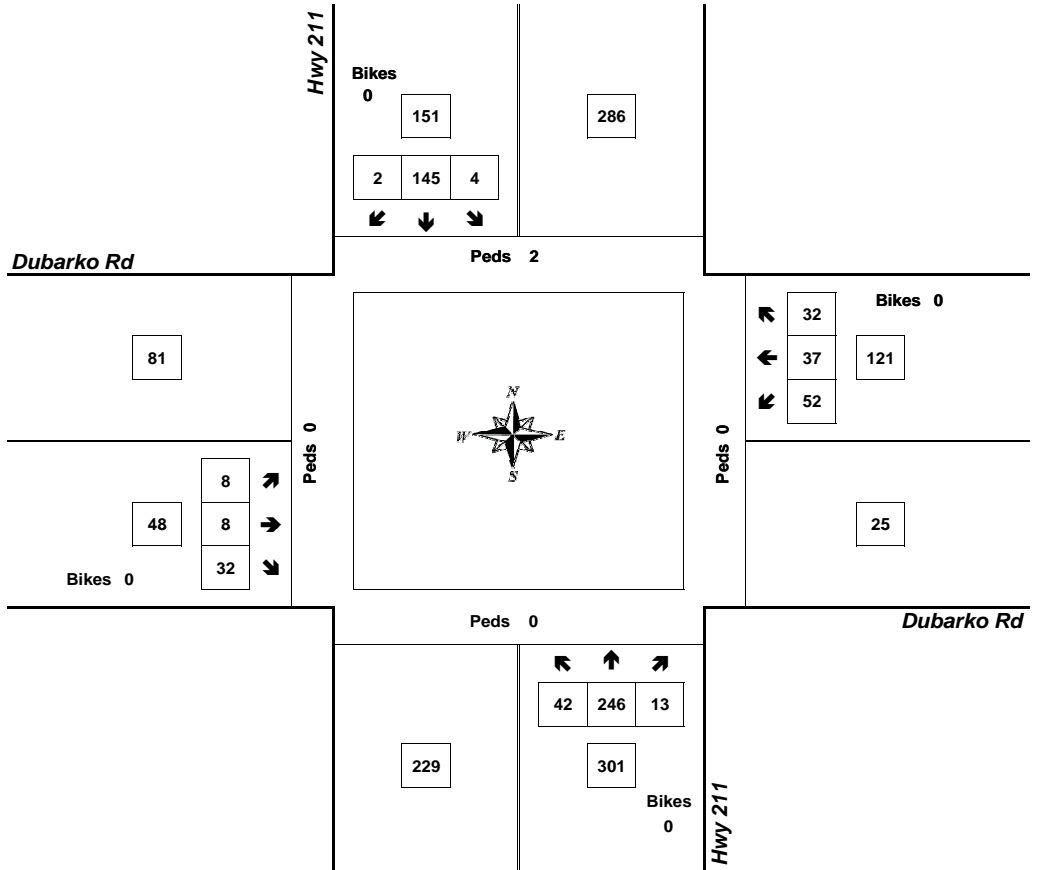 Hwy 211
Bikes
0
151
286
2 145 4
Peds 2
Dubarko Rd
Bikes 0
32
81
37
121
52
N
W E
S
Peds 0
Peds 0
8
48
8
25
32
Bikes 0
Peds 0
Dubarko Rd
42 246 13
229
301
Bikes
0
Hwy 211